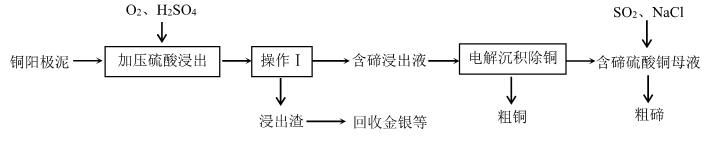 O₂、H₂SO₄
SO₂、NaCl
铜阳极泥
加压硫酸浸出
操作Ⅰ
含碲浸出液
电解沉积除铜
含碲硫酸铜母液
浸出渣
回收金银等
粗铜
粗碲